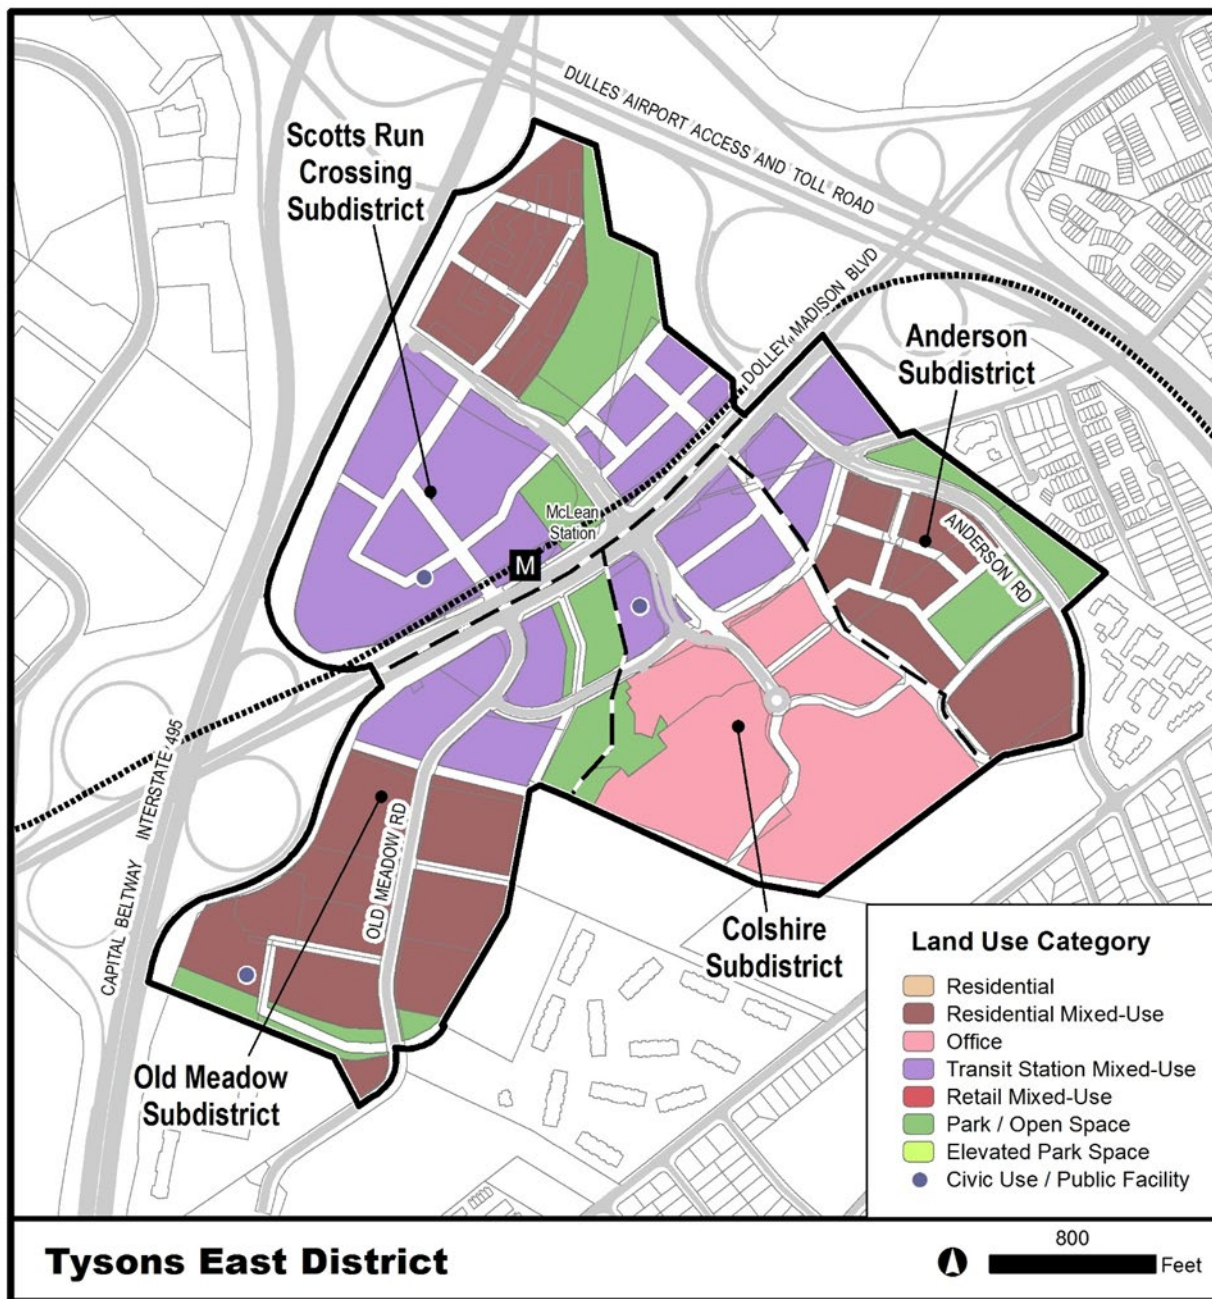 DULLES AIRPORT ACCESS AND TOLL ROAD
Scotts Run
Crossing
Subdistrict
DOLLEY MADISON BLVD
Anderson
Subdistrict
ANDERSON RD
McLean
Station
M
CAPITAL BELTWAY INTERSTATE 495
OLD MEADOW RD
Colshire
Subdistrict
Old Meadow
Subdistrict
Land Use Category
Residential
Residential Mixed-Use
Office
Transit Station Mixed-Use
Retail Mixed-Use
Park / Open Space
Elevated Park Space
Civic Use / Public Facility
Tysons East District
800
Feet